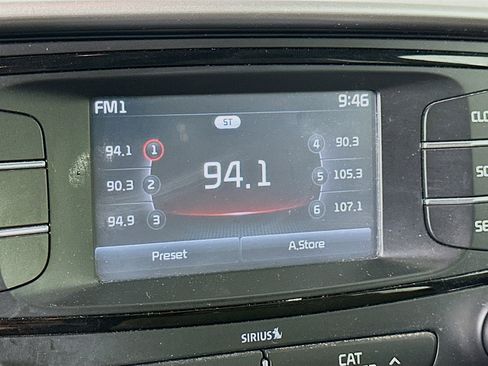 FM1 9:46
ST
94.1 1 4 90.3
94.1
90.3 2 5 105.3
94.9 3 6 107.1
Preset A.Store
SIRIUS
CAT